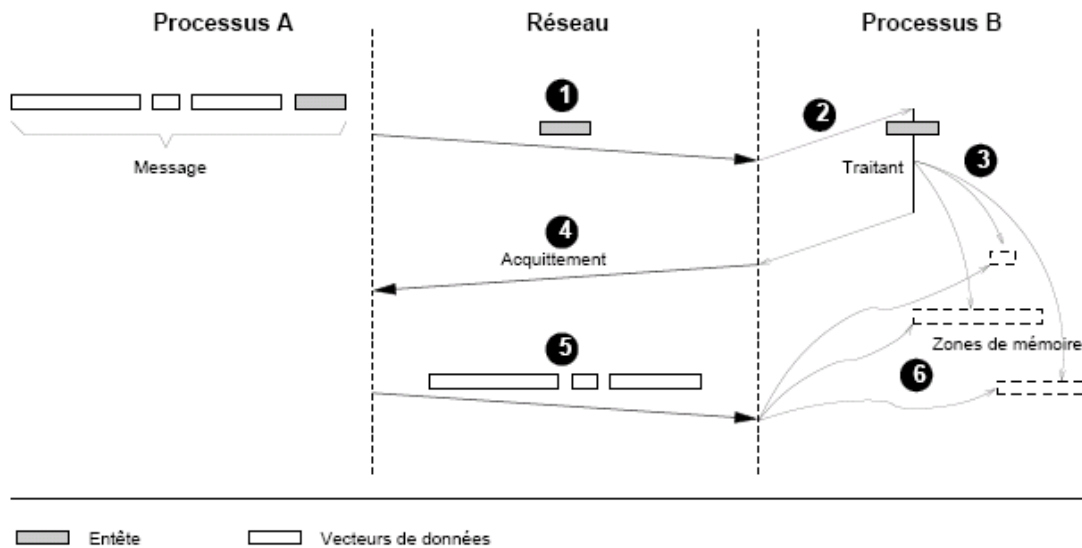 Processus A
Réseau
Processus B
1
2
3
Message
Traitant
4
Acquittement
5
Zones de mémoire
6
Entête
Vecteurs de données